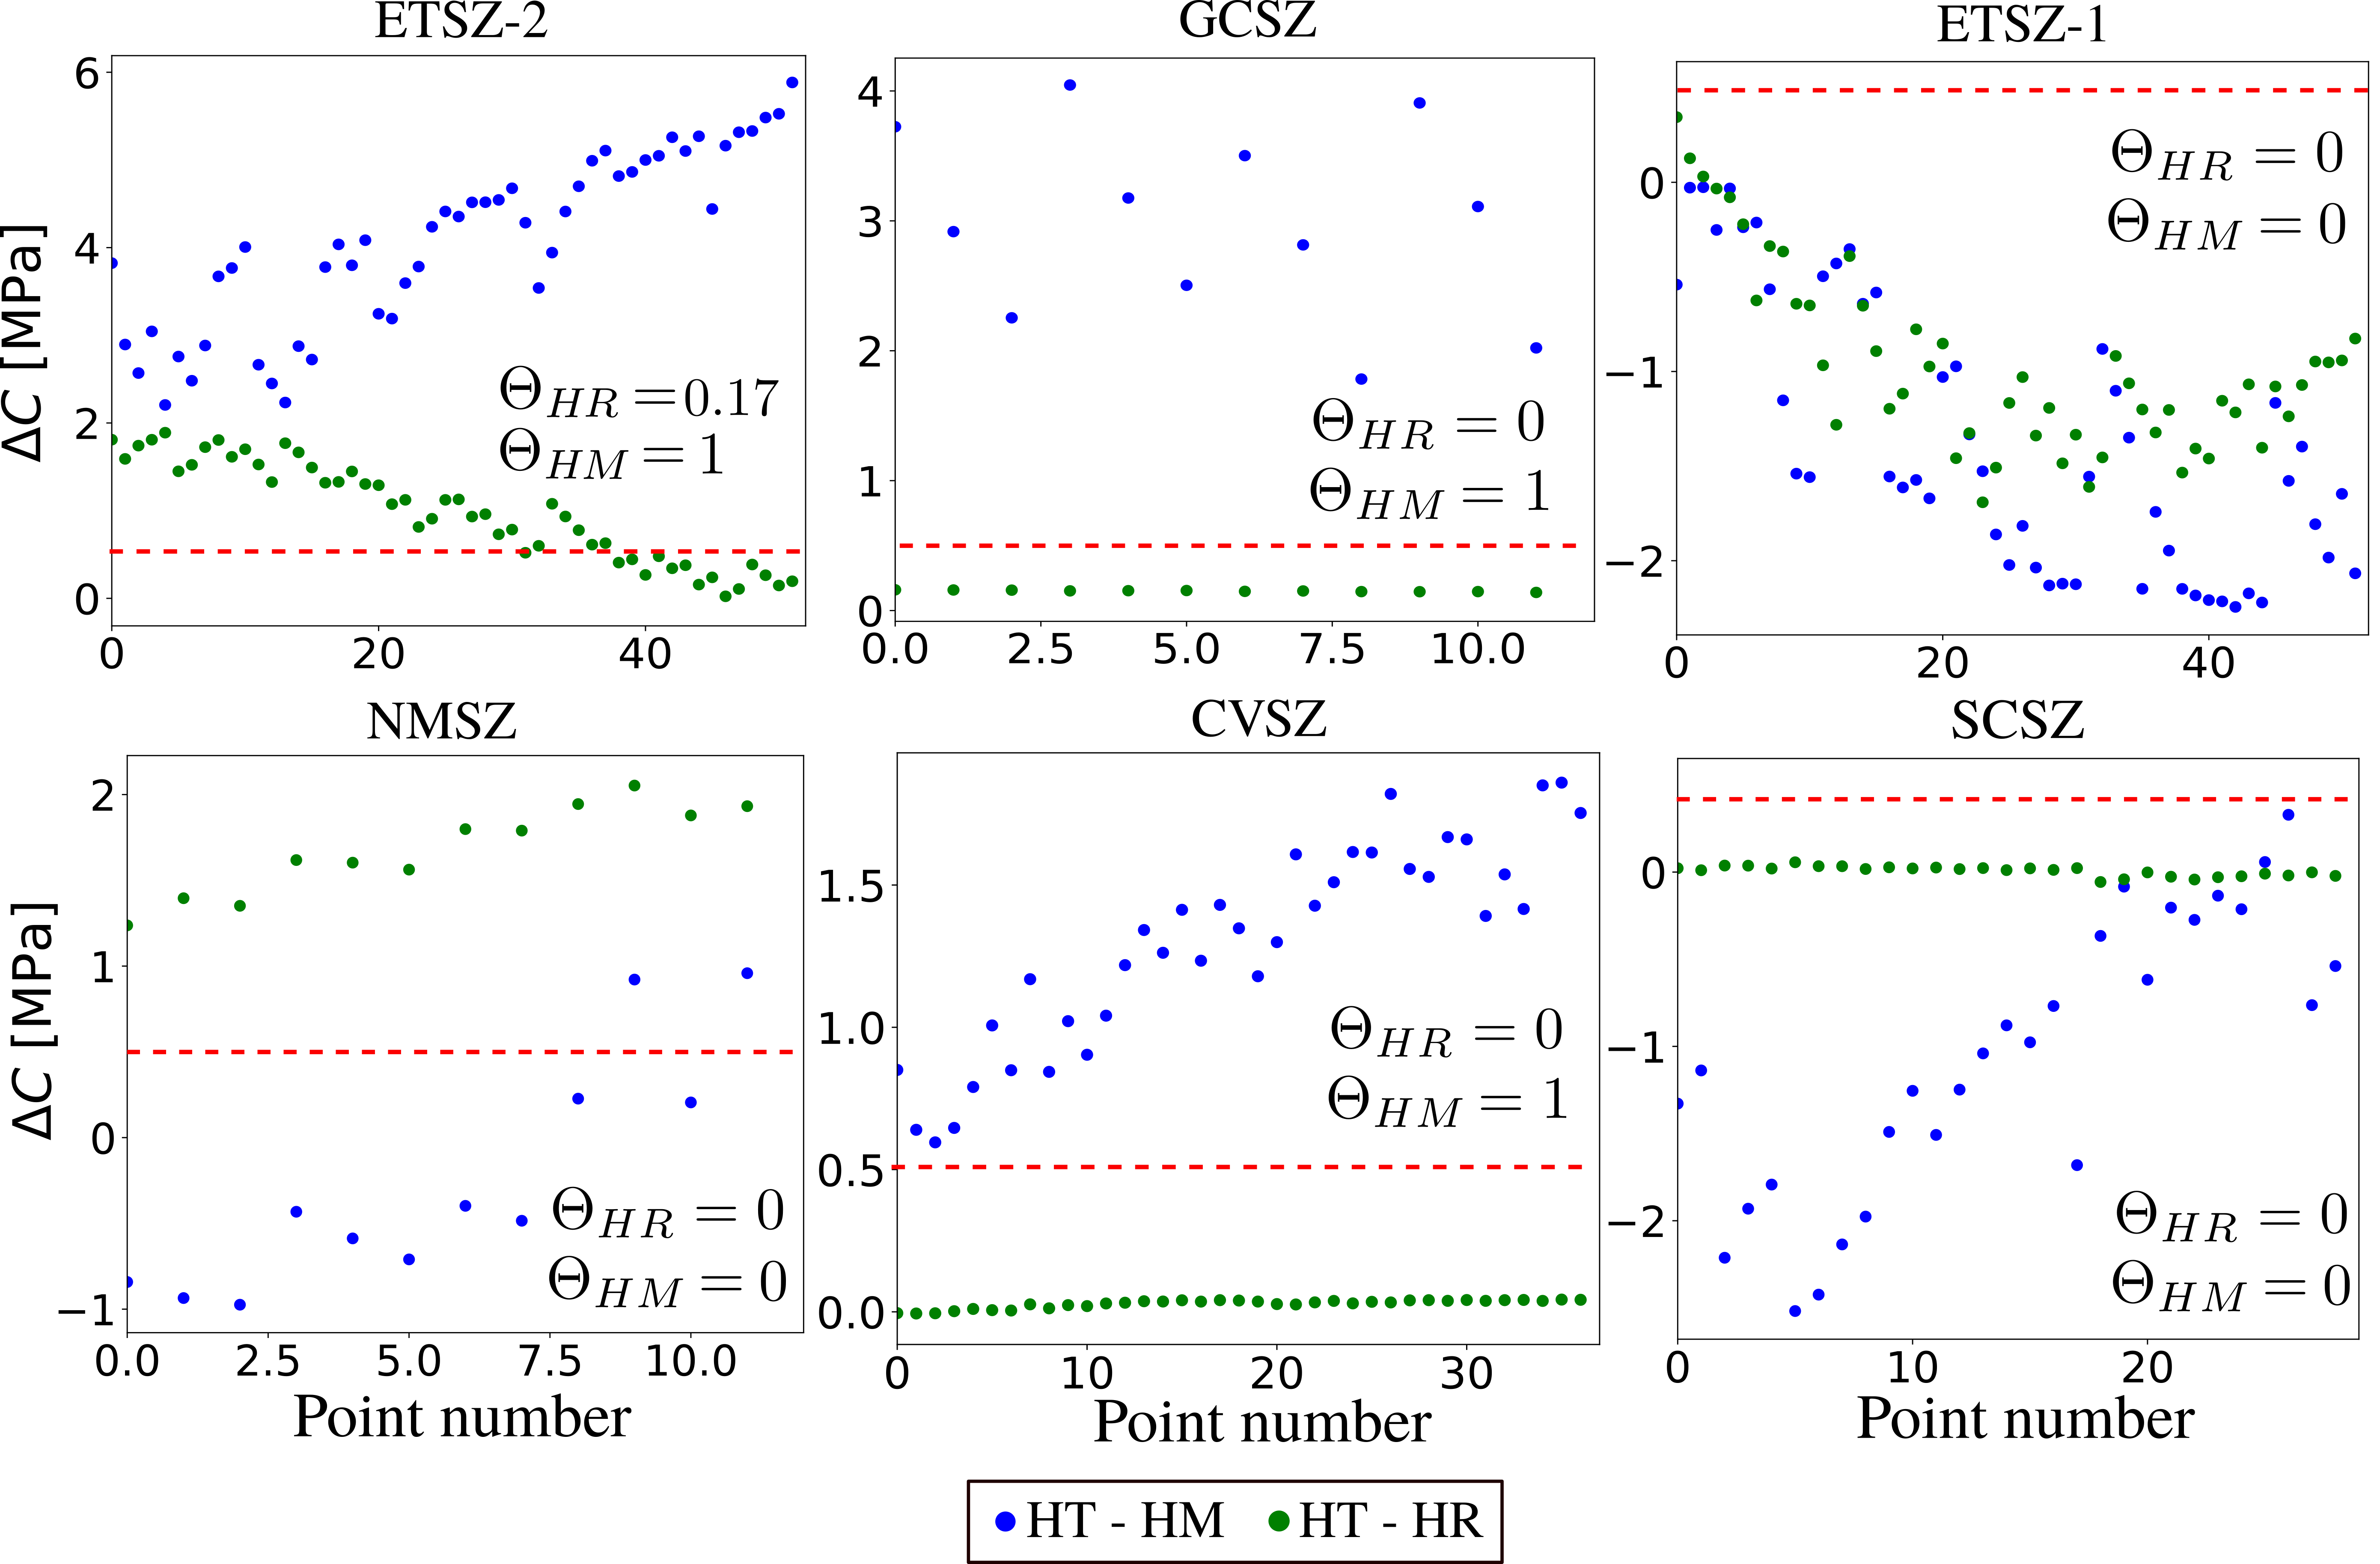 ETSZ-2
GCSZ
ETSZ-1
ΔC [MPa]
6
4
2
0
0
20
40
Θ_HR =0.17
Θ_HM = 1
4
3
2
1
0
0.0
2.5
5.0
7.5
10.0
Θ_HR = 0
Θ_HM = 1
0
−1
−2
0
20
40
Θ_HR = 0
Θ_HM = 0
NMSZ
CVSZ
SCSZ
ΔC [MPa]
2
1
0
−1
0.0
2.5
5.0
7.5
10.0
Θ_HR = 0
Θ_HM = 0
Point number
1.5
1.0
0.5
0.0
0
10
20
30
Θ_HR = 0
Θ_HM = 1
Point number
0
−1
−2
0
10
20
Θ_HR = 0
Θ_HM = 0
Point number
HT - HM
HT - HR